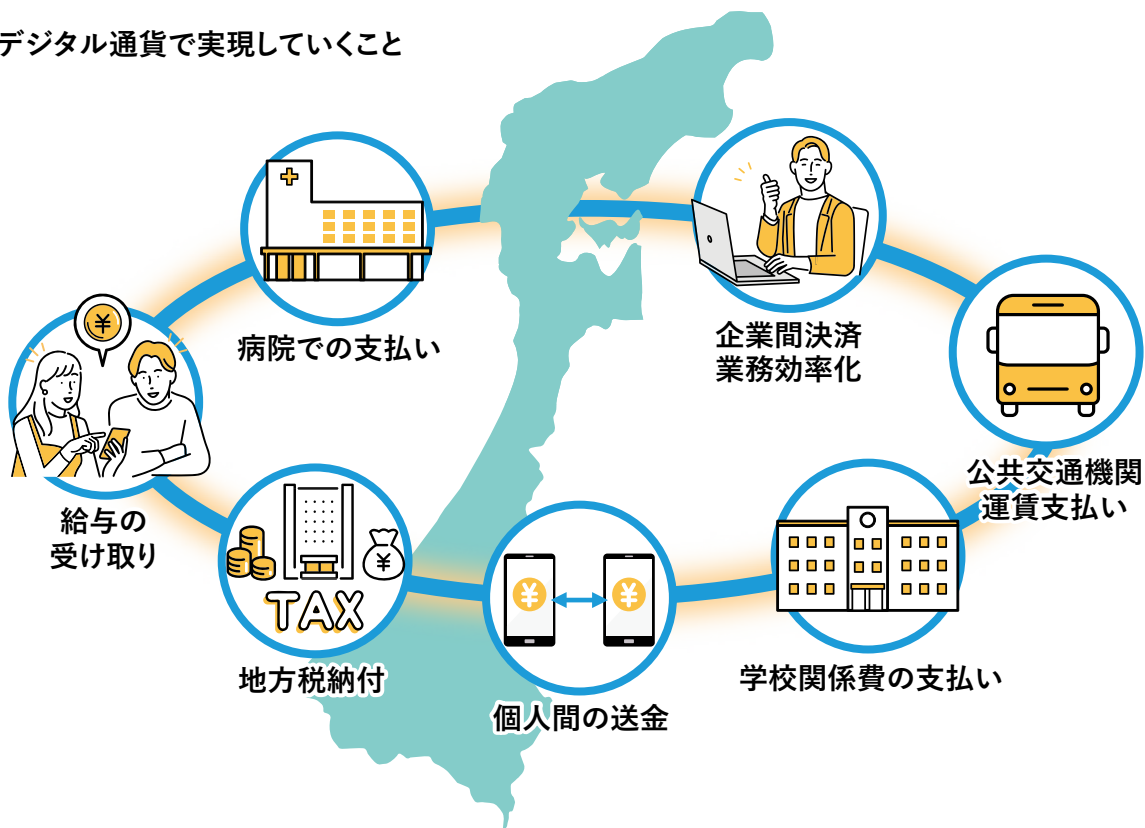 デジタル通貨で実現していくこと
病院での支払い
企業間決済
業務効率化
公共交通機関
運賃支払い
¥
給与の
受け取り
¥
TAX
地方税納付
¥
¥
個人間の送金
学校関係費の支払い